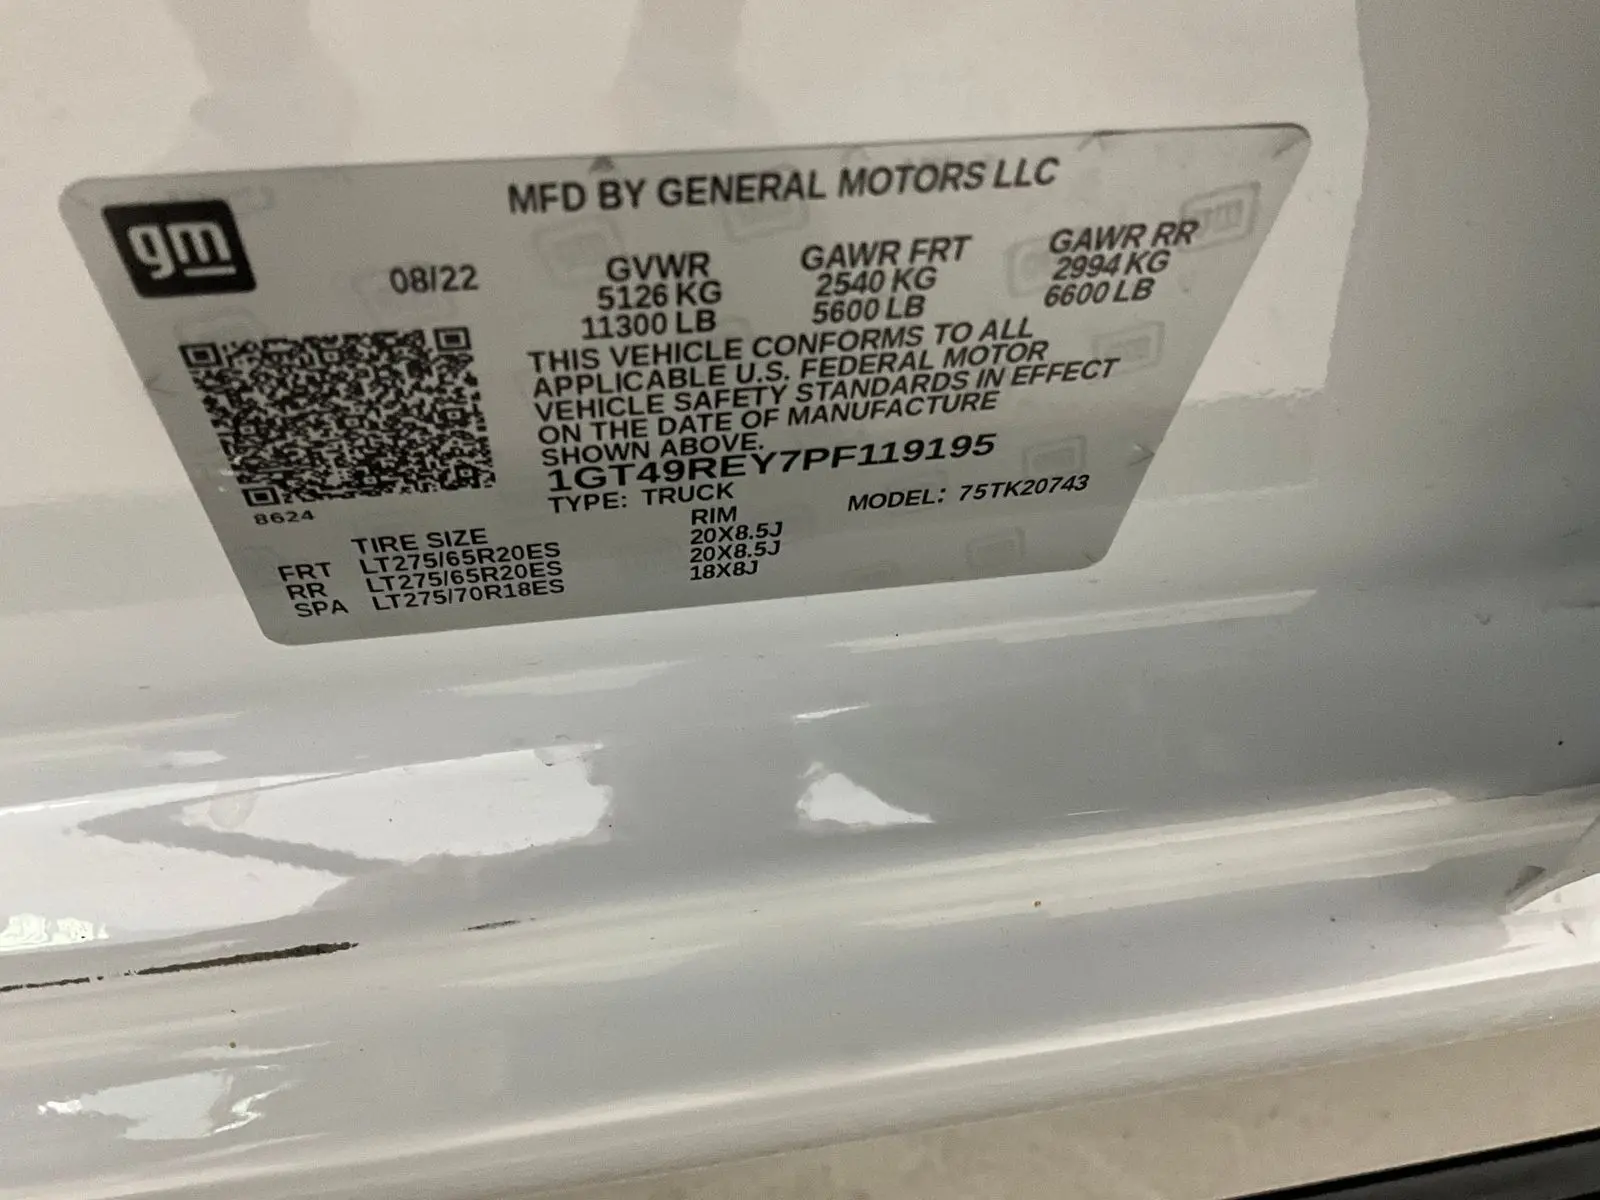 gm
MFD BY GENERAL MOTORS LLC
08/22
GVWR
5126 KG
11300 LB
GAWR FRT
2540 KG
5600 LB
GAWR RR
2994 KG
6600 LB
THIS VEHICLE CONFORMS TO ALL
APPLICABLE U.S. FEDERAL MOTOR
VEHICLE SAFETY STANDARDS IN EFFECT
ON THE DATE OF MANUFACTURE
SHOWN ABOVE.
1GT49REY7PF119195
TYPE: TRUCK
MODEL: 75TK20743
8624
TIRE SIZE RIM
FRT LT275/65R20ES 20X8.5J
RR LT275/65R20ES 20X8.5J
SPA LT275/70R18ES 18X8J